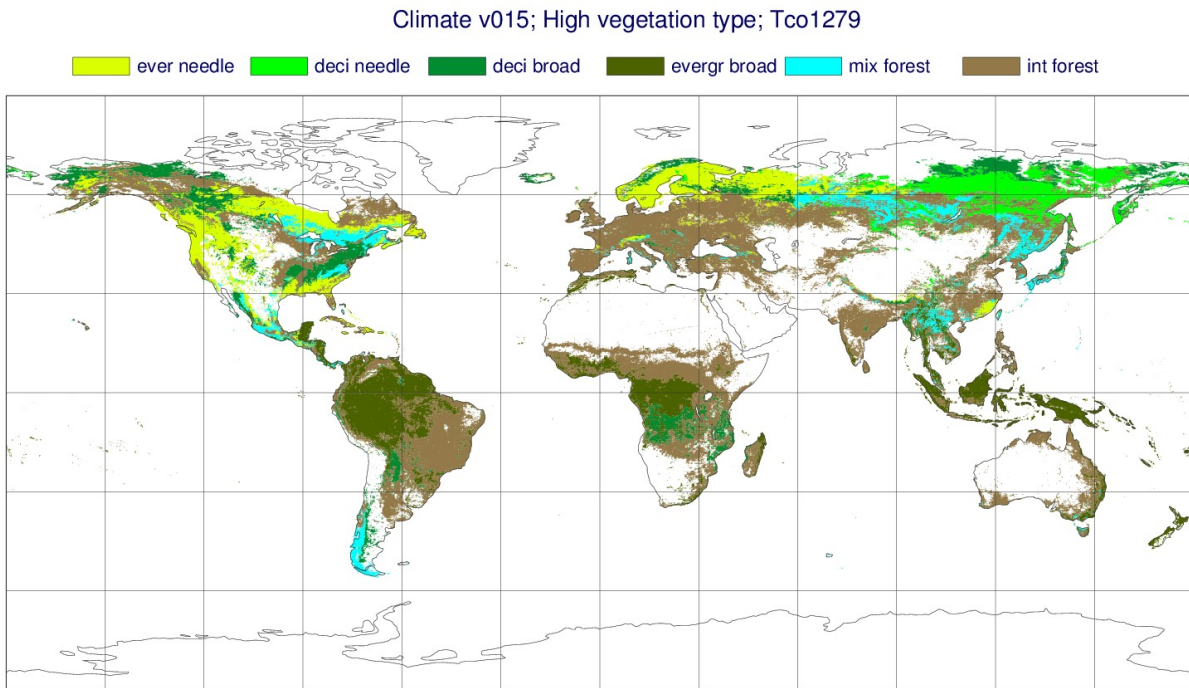 Climate v015; High vegetation type; Tco1279
ever needle deci needle deci broad evergr broad mix forest int forest